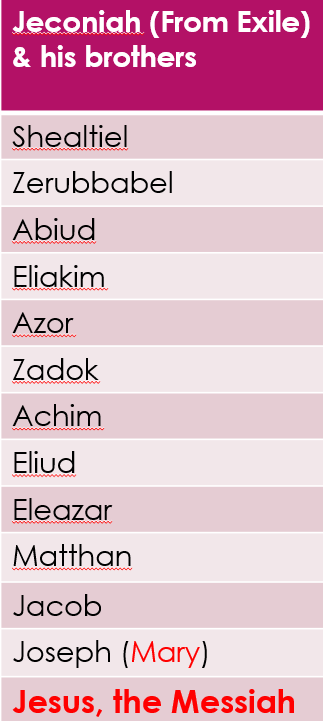 Jeconiah (From Exile)
& his brothers
Shealtiel
Zerubbabel
Abiud
Eliakim
Azor
Zadok
Achim
Eliud
Eleazar
Matthan
Jacob
Joseph (Mary)
Jesus, the Messiah